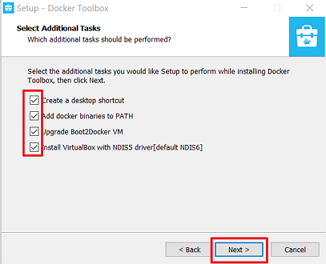 Setup - Docker Toolbox
Select Additional Tasks
Which additional tasks should be performed?
Select the additional tasks you would like Setup to perform while installing Docker
Toolbox, then click Next.
Create a desktop shortcut
Add docker binaries to PATH
Upgrade Boot2Docker VM
Install VirtualBox with NDIS5 driver[default NDIS6]
< Back
Next >
Cancel